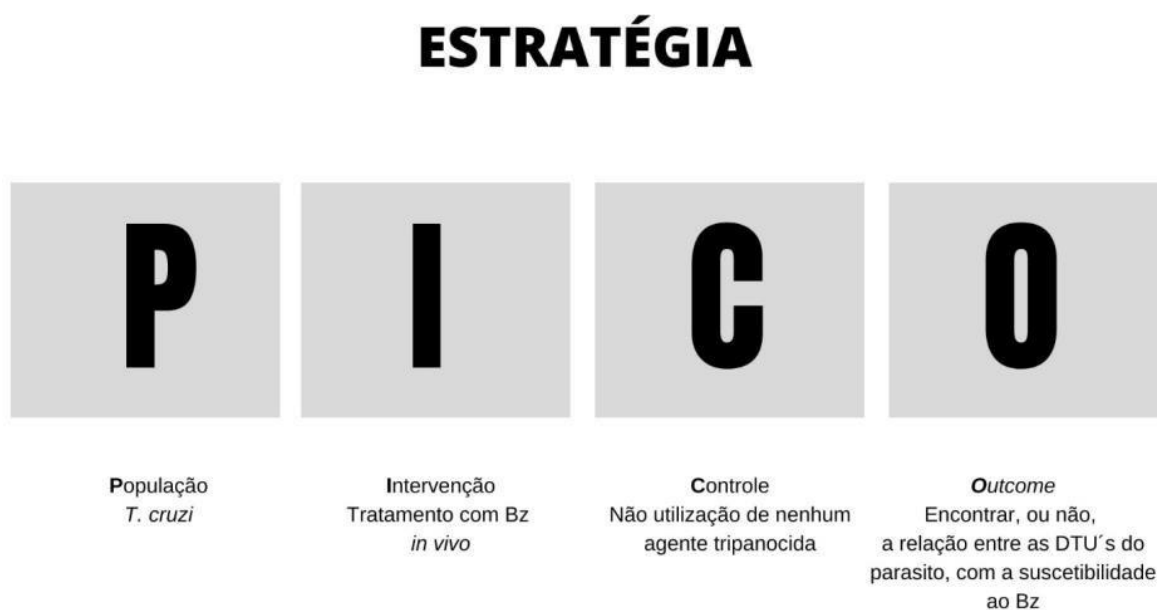 ESTRATÉGIA
P
I
C
O
População
T. cruzi
Intervenção
Tratamento com Bz
in vivo
Controle
Não utilização de nenhum
agente tripanocida
Outcome
Encontrar, ou não,
a relação entre as DTU´s do
parasito, com a suscetibilidade
ao Bz